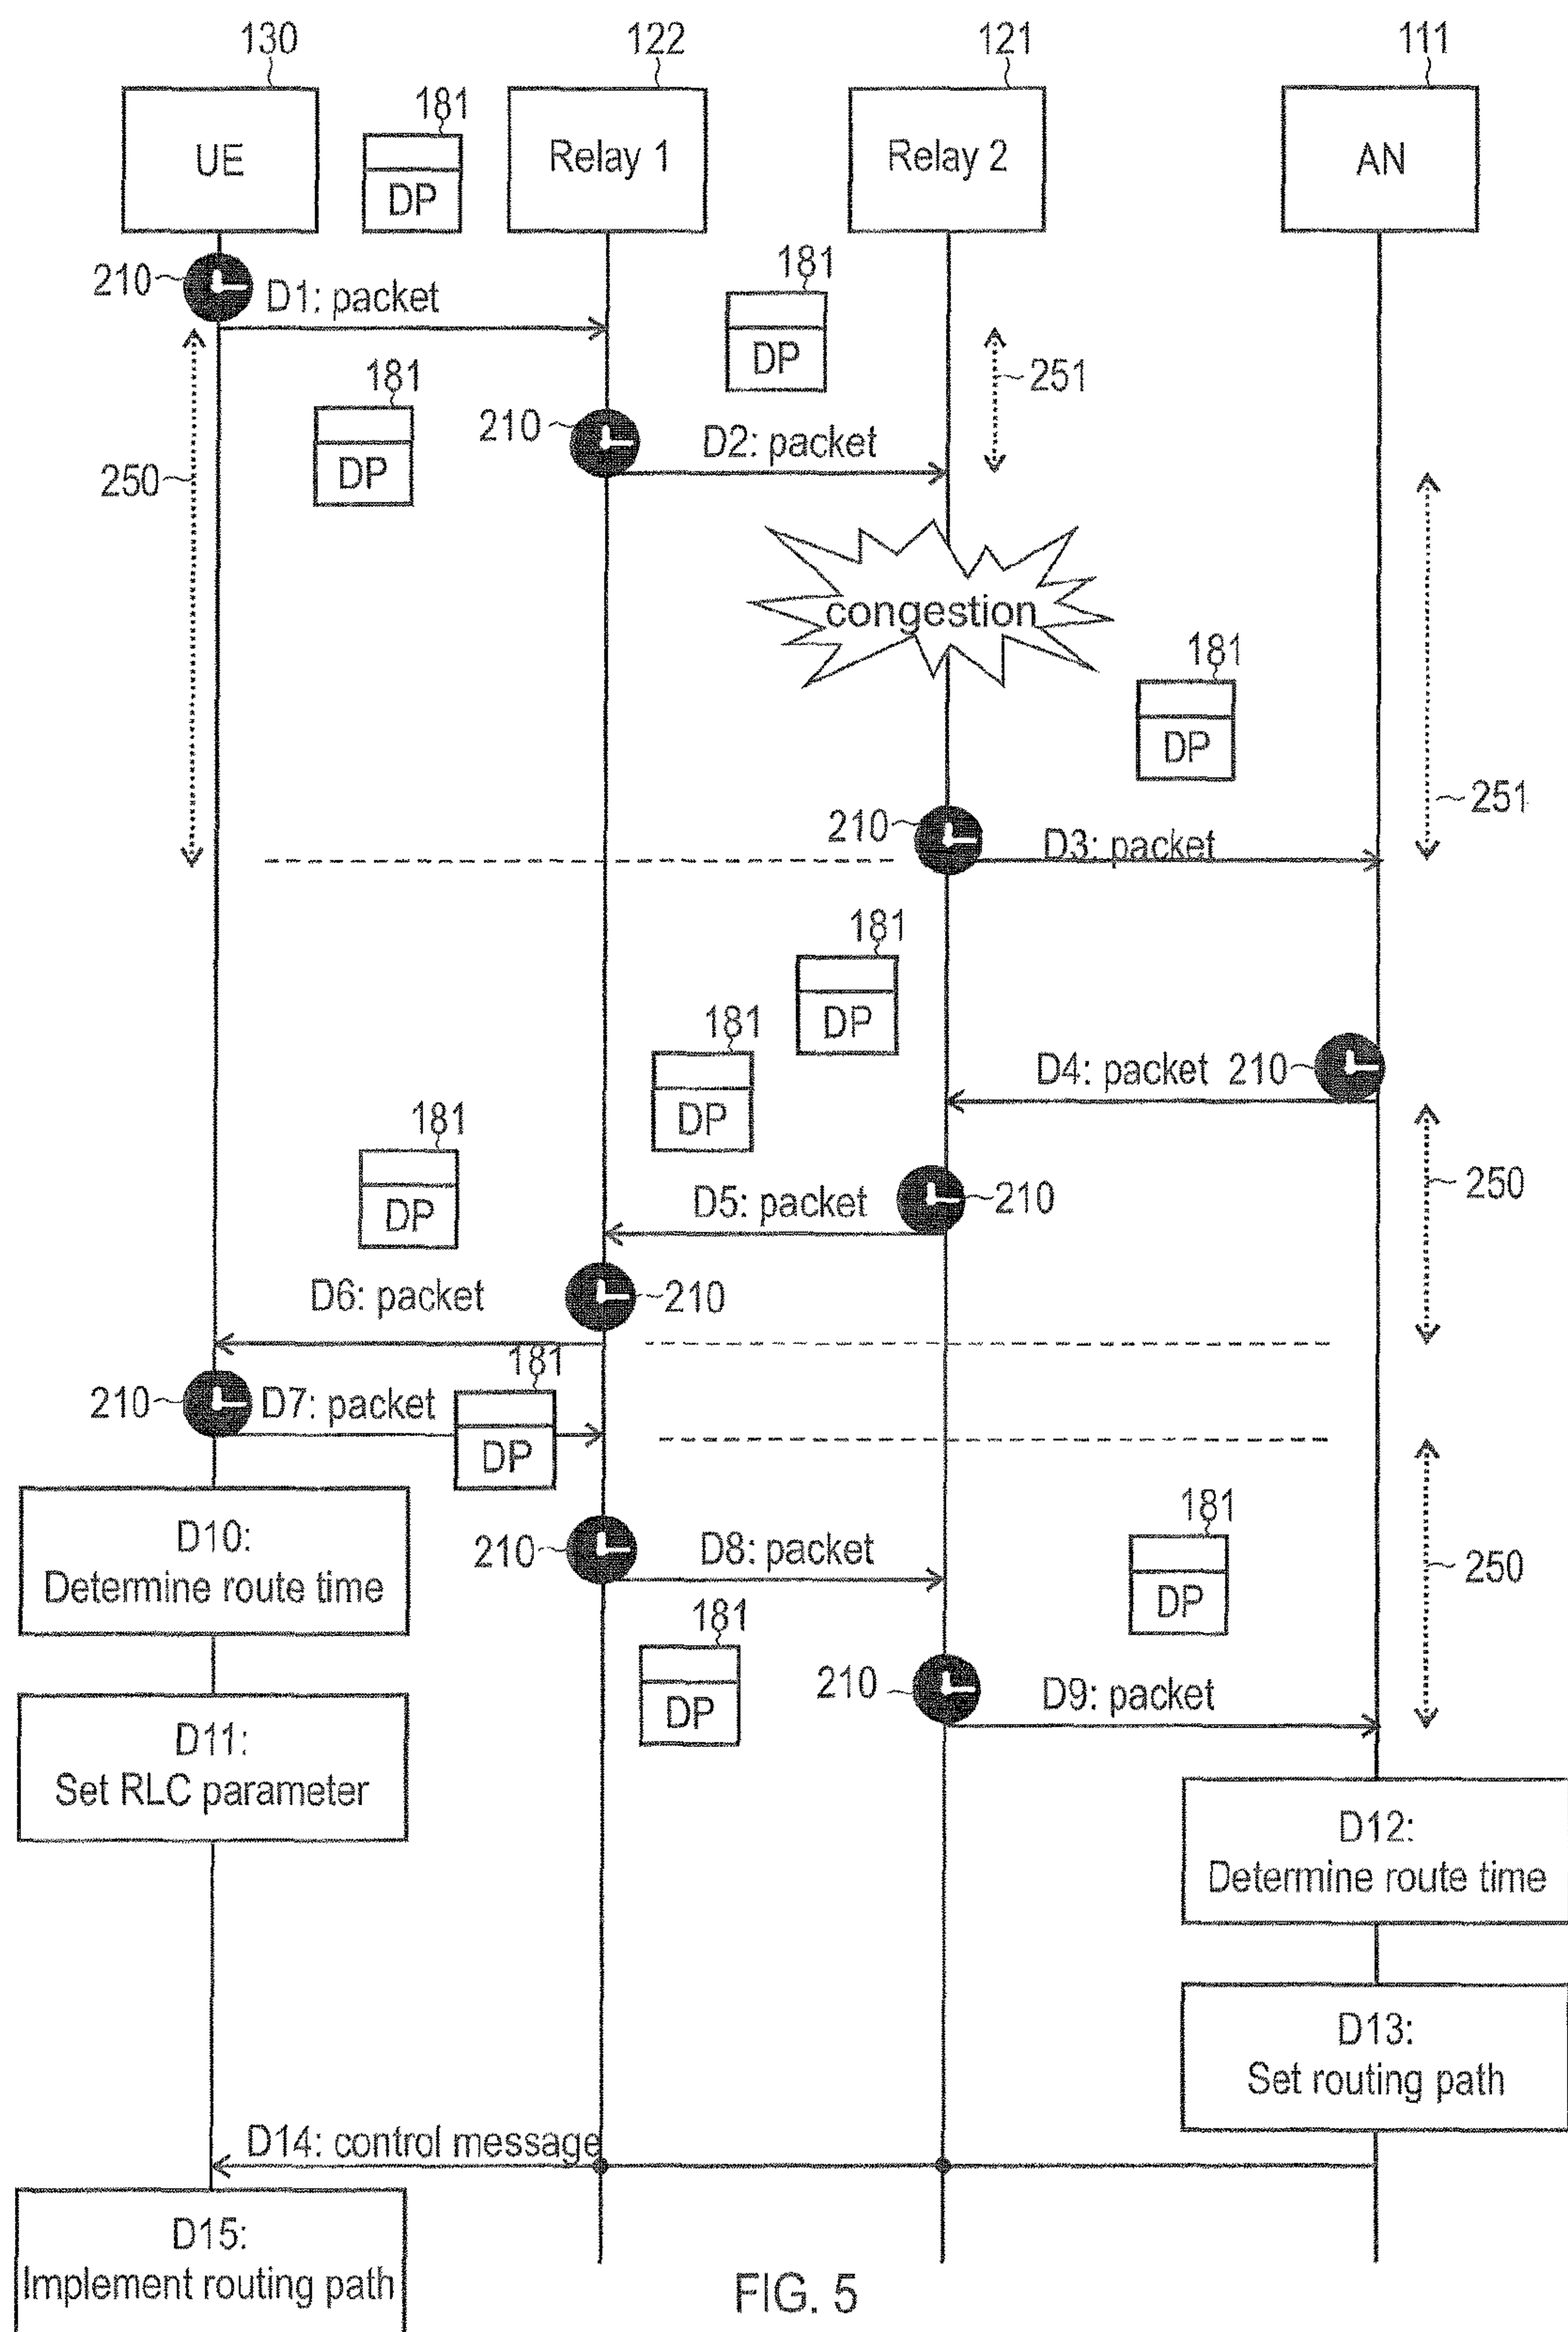 130
122
121
111
UE
181
DP
Relay 1
Relay 2
AN
210
D1: packet
181
DP
251
181
DP
210
D2: packet
250
congestion
181
DP
251
210
D3: packet
181
DP
181
DP
D4: packet
210
181
DP
250
D5: packet
210
D6: packet
210
181
DP
210
D7: packet
D10:
Determine route time
210
D8: packet
181
DP
250
181
DP
210
D9: packet
D11:
Set RLC parameter
D12:
Determine route time
D13:
Set routing path
D14: control message
D15:
Implement routing path
FIG. 5